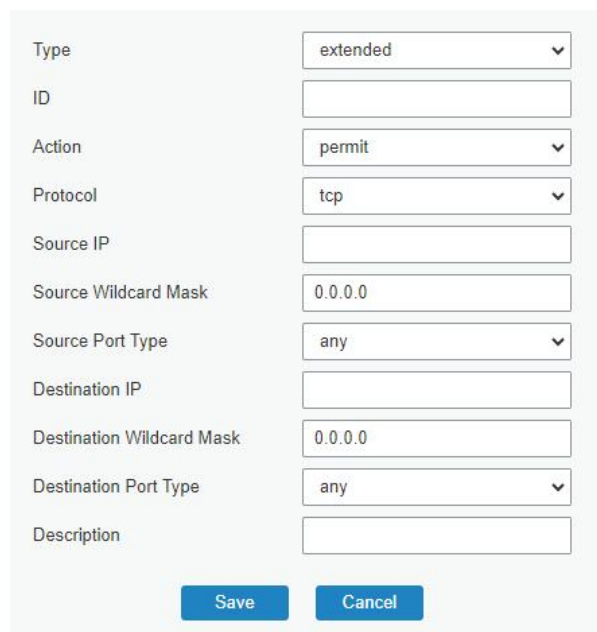 Type extended
ID
Action permit
Protocol tcp
Source IP
Source Wildcard Mask 0.0.0.0
Source Port Type any
Destination IP
Destination Wildcard Mask 0.0.0.0
Destination Port Type any
Description
Save Cancel